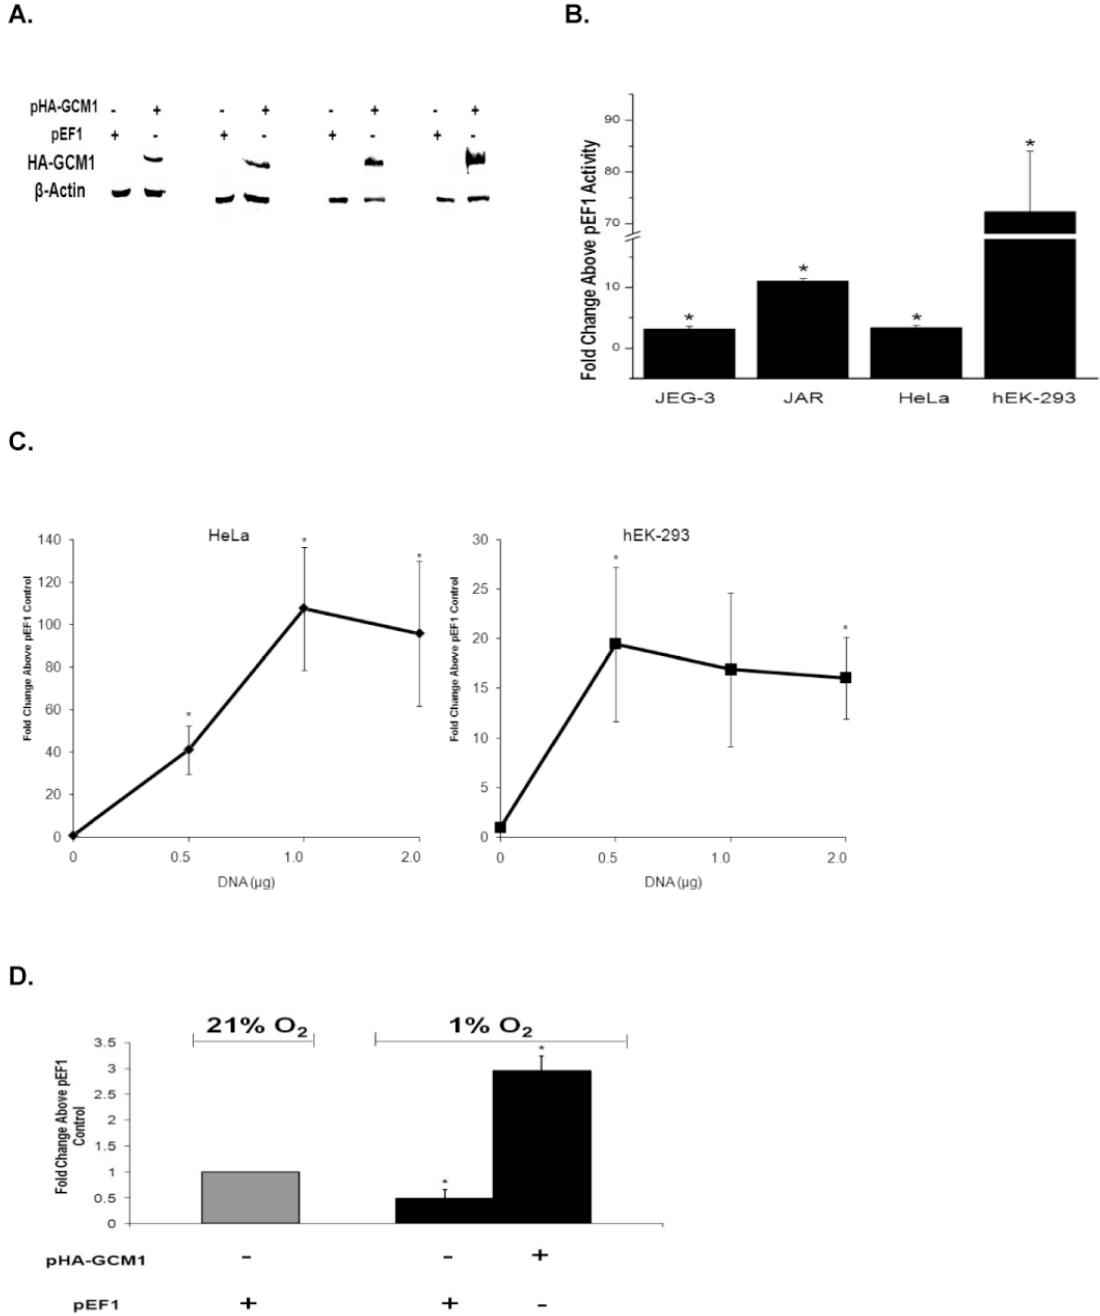 A.
pHA-GCM1 - + - + - + - +
pEF1 + - + - + - + -
HA-GCM1
β-Actin
B.
Fold Change Above pEF1 Activity
90
80
70
10
0
* * * *
JEG-3 JAR HeLa hEK-293
C.
HeLa
Fold Change Above pEF1 Control
140
120
100
80
60
40
20
0
* * *
0 0.5 1.0 2.0
DNA (µg)
hEK-293
Fold Change Above pEF1 Control
30
25
20
15
10
5
0
* *
0 0.5 1.0 2.0
DNA (µg)
D.
21% O₂ 1% O₂
Fold Change Above pEF1
Control
3.5
3
2.5
2
1.5
1
0.5
0
* *
pHA-GCM1 - - +
pEF1 + + -